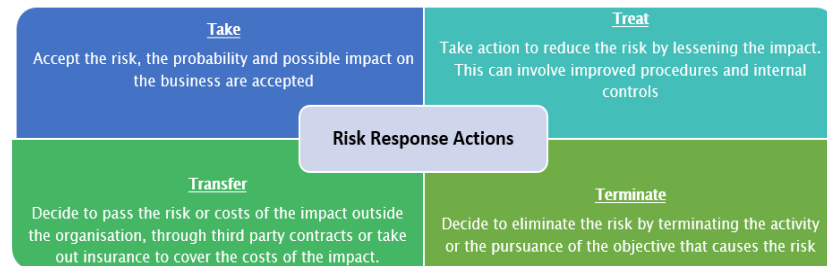 Take
Accept the risk, the probability and possible impact on
the business are accepted
Treat
Take action to reduce the risk by lessening the impact.
This can involve improved procedures and internal
controls
Risk Response Actions
Transfer
Decide to pass the risk or costs of the impact outside
the organisation, through third party contracts or take
out insurance to cover the costs of the impact.
Terminate
Decide to eliminate the risk by terminating the activity
or the pursuance of the objective that causes the risk